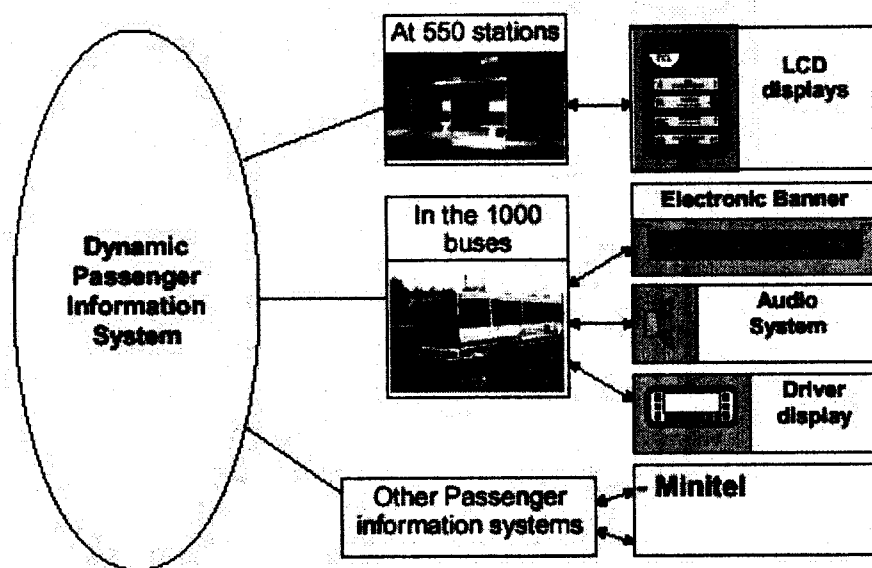 At 550 stations
LCD
displays
Dynamic
Passenger
Information
System
In the 1000
buses
Electronic Banner
Audio
System
Driver
display
Other Passenger
information systems
Minitel